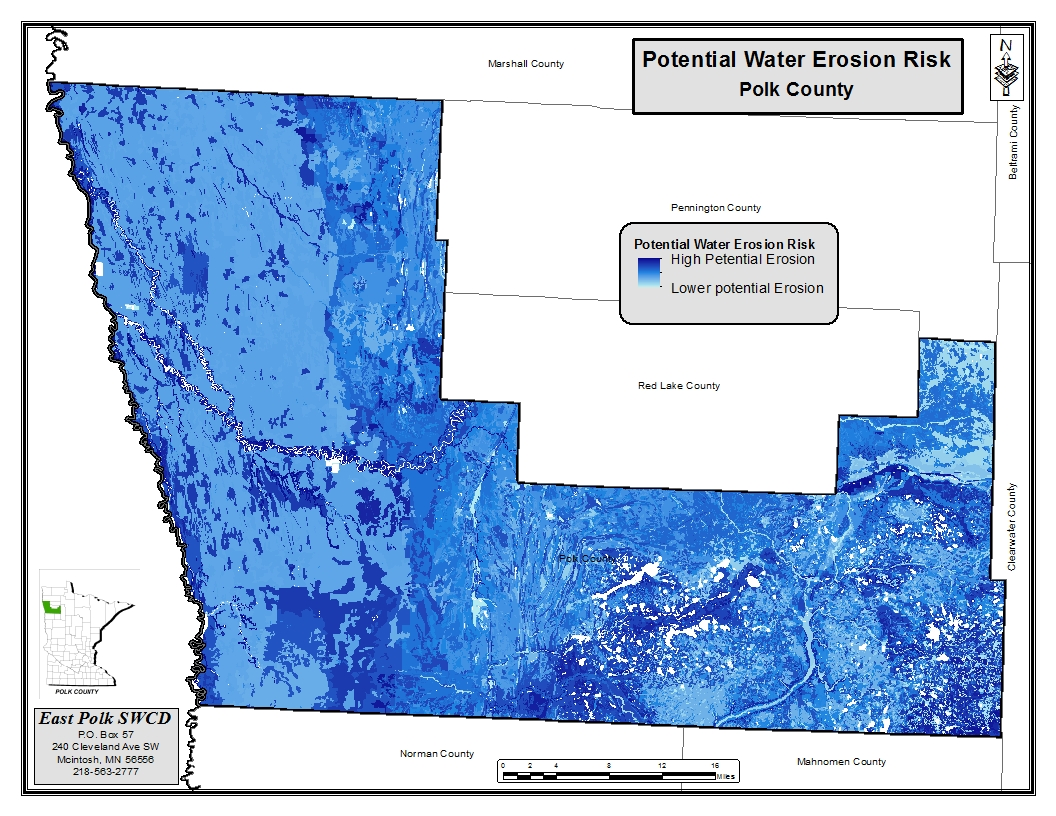 Marshall County
Potential Water Erosion Risk
Polk County
N
Beltrami County
Pennington County
Potential Water Erosion Risk
High Petential Erosion
Lower potential Erosion
Red Lake County
Clearwater County
Polk County
POLK COUNTY
East Polk SWCD
P.O. Box 57
240 Cleveland Ave SW
Mcintosh, MN 56556
218-563-2777
Norman County
Mahnomen County
0 2 4 8 12 16
Miles